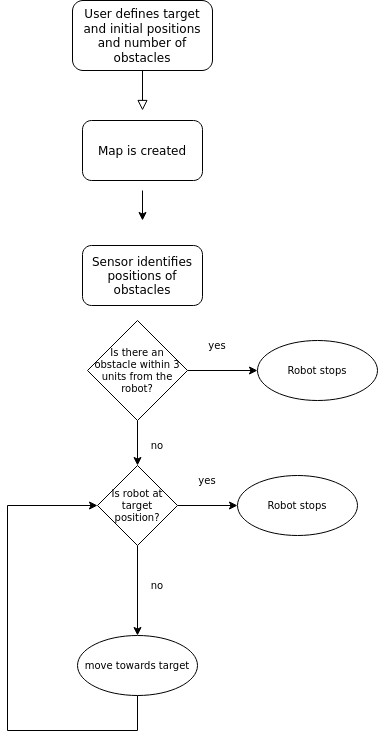 User defines target
and initial positions
and number of
obstacles
Map is created
Sensor identifies
positions of
obstacles
Is there an
obstacle within 3
units from the
robot?
yes
Robot stops
no
Is robot at
target
position?
yes
Robot stops
no
move towards target